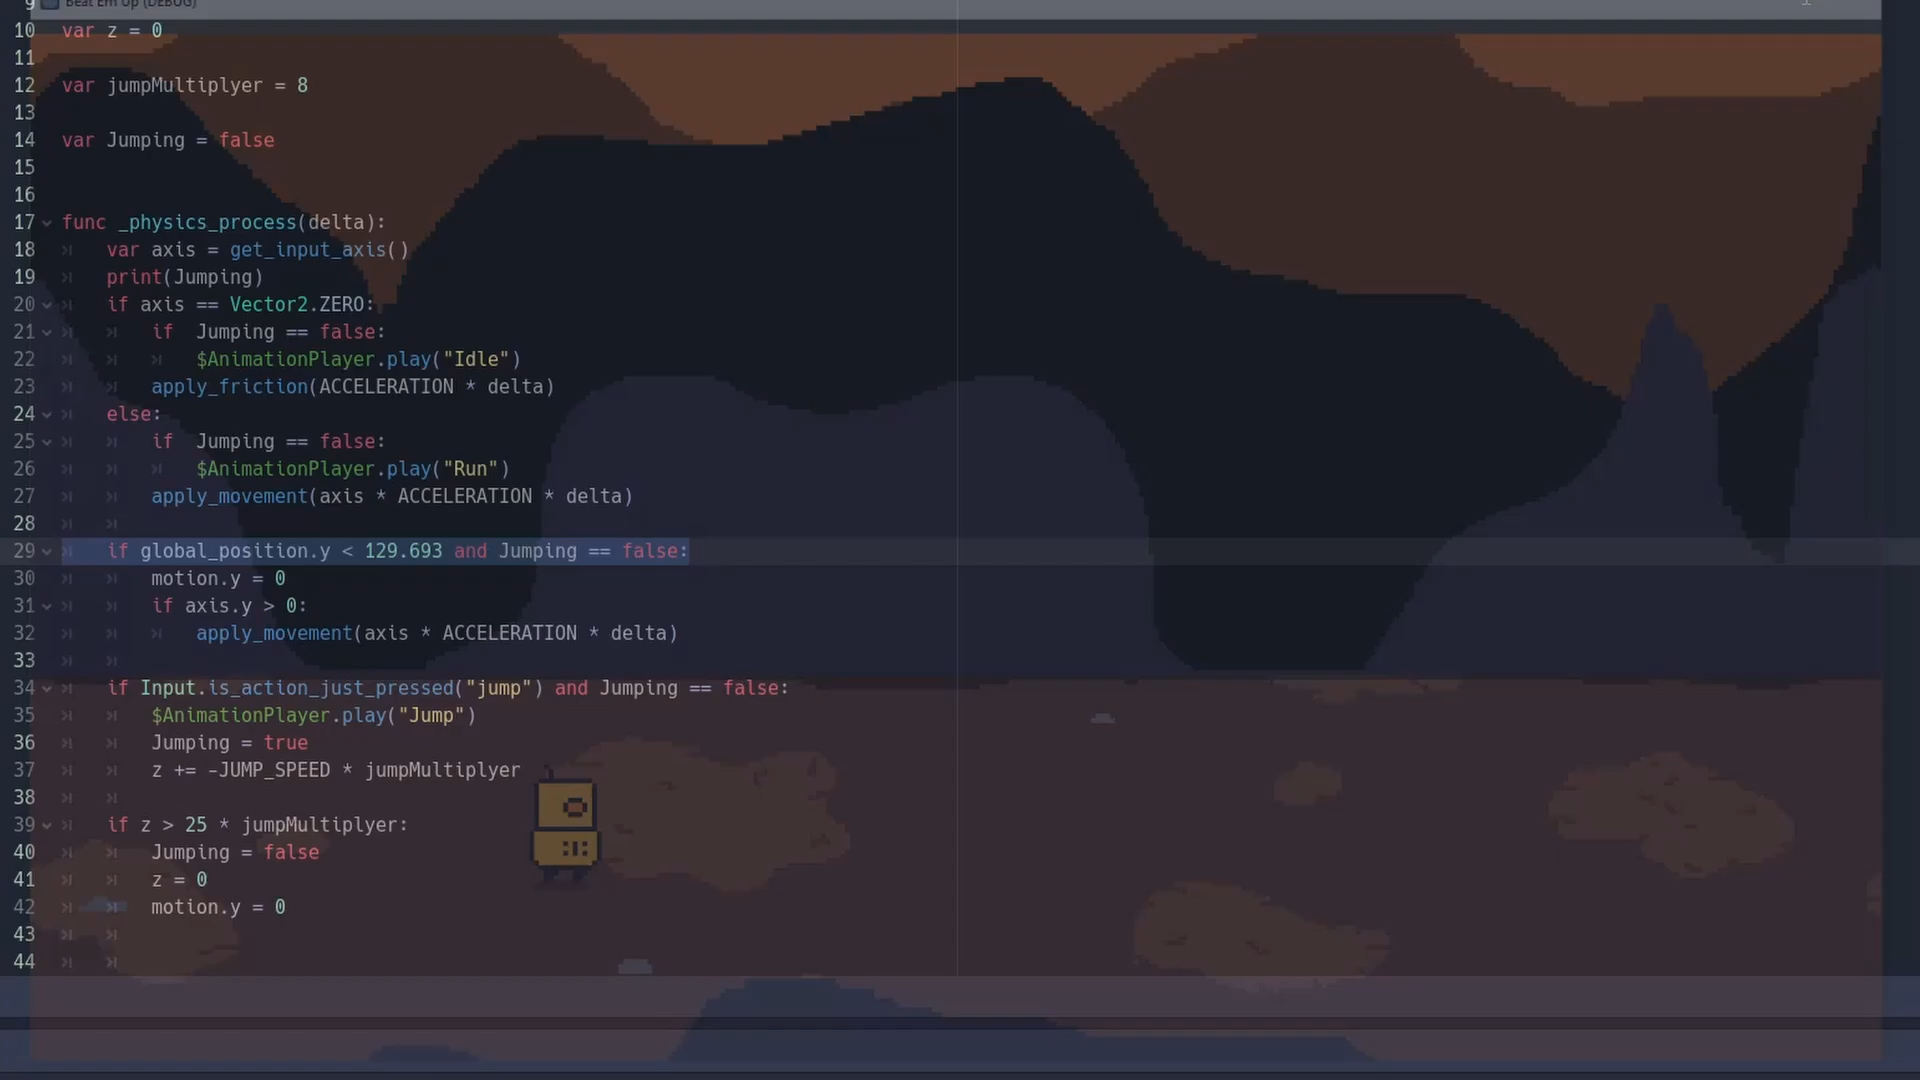 9
Beat Em Up (DEBUG)
10 var z = 0
11
12 var jumpMultiplyer = 8
13
14 var Jumping = false
15
16
17 func _physics_process(delta):
18 var axis = get_input_axis()
19 print(Jumping)
20 if axis == Vector2.ZERO:
21 if  Jumping == false:
22 $AnimationPlayer.play("Idle")
23 apply_friction(ACCELERATION * delta)
24 else:
25 if  Jumping == false:
26 $AnimationPlayer.play("Run")
27 apply_movement(axis * ACCELERATION * delta)
28
29 if global_position.y < 129.693 and Jumping == false:
30 motion.y = 0
31 if axis.y > 0:
32 apply_movement(axis * ACCELERATION * delta)
33
34 if Input.is_action_just_pressed("jump") and Jumping == false:
35 $AnimationPlayer.play("Jump")
36 Jumping = true
37 z += -JUMP_SPEED * jumpMultiplyer
38
39 if z > 25 * jumpMultiplyer:
40 Jumping = false
41 z = 0
42 motion.y = 0
43
44